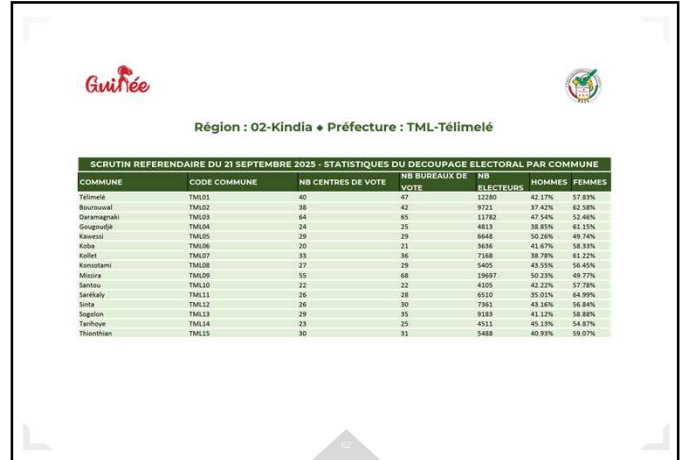 Guinée
Région : 02-Kindia ♦ Préfecture : TML-Télimelé
SCRUTIN REFERENDAIRE DU 21 SEPTEMBRE 2025 - STATISTIQUES DU DECOUPAGE ELECTORAL PAR COMMUNE
COMMUNE CODE COMMUNE NB CENTRES DE VOTE NB BUREAUX DE VOTE NB ELECTEURS HOMMES FEMMES
Télimelé TML01 40 47 12280 42.17% 57.83%
Bourouwal TML02 38 42 9721 37.42% 62.58%
Daramagnaki TML03 64 65 11782 47.54% 52.46%
Gougoudjè TML04 24 25 4813 38.85% 61.15%
Kawessi TML05 29 29 6648 50.26% 49.74%
Koba TML06 20 21 3636 41.67% 58.33%
Kollet TML07 33 36 7168 38.78% 61.22%
Konsotami TML08 27 29 5405 43.55% 56.45%
Missira TML09 55 68 19697 50.23% 49.77%
Santou TML10 22 22 4105 42.22% 57.78%
Sarékaly TML11 26 28 6510 35.01% 64.99%
Sinta TML12 26 30 7361 43.16% 56.84%
Sogolon TML13 29 35 9183 41.12% 58.88%
Tarihoye TML14 23 25 4511 45.13% 54.87%
Thionthian TML15 30 31 5488 40.93% 59.07%
62